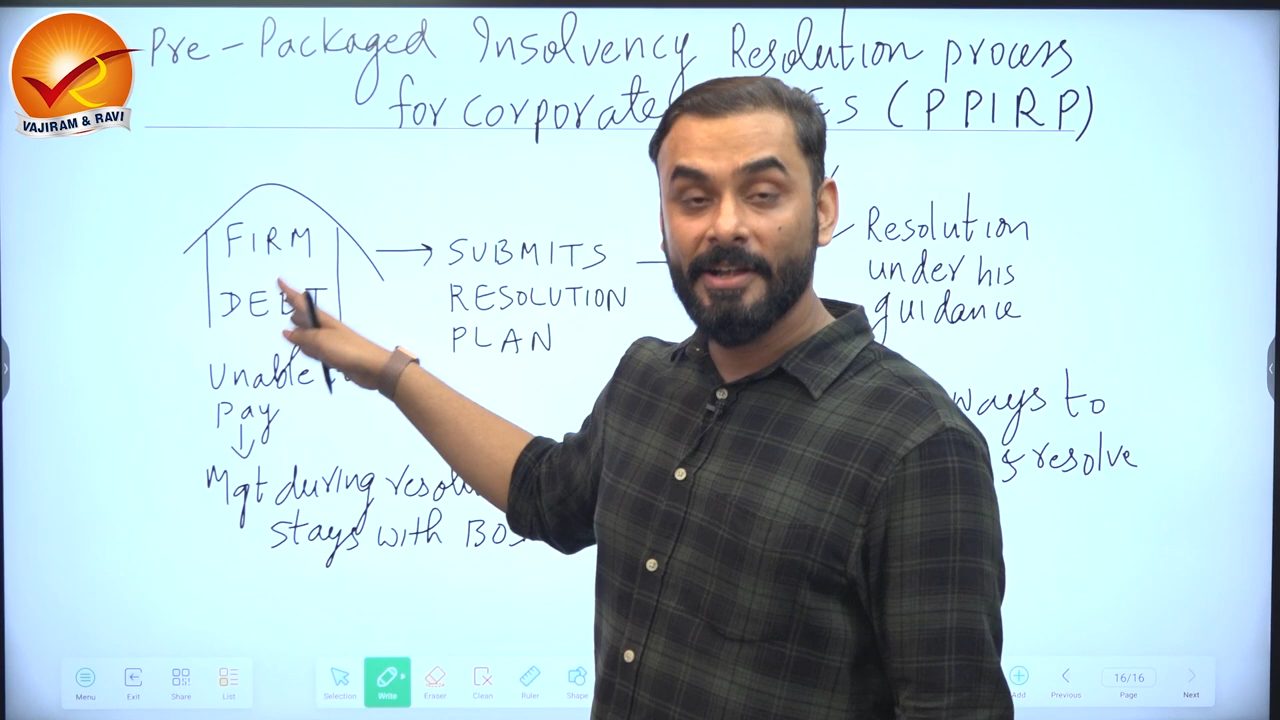 VAJIRAM & RAVI
Pre-Packaged Insolvency Resolution process
for corporate ES (PPIRP)
FIRM
DEBT
Unable
pay
Mgt during
stays with
SUBMITS
RESOLUTION
PLAN
Resolution
under his
guidance
ways to
resolve
Menu
Exit
Share
List
Selection
Write
Eraser
Clean
Ruler
Shape
Add
Previous
16/16
Page
Next